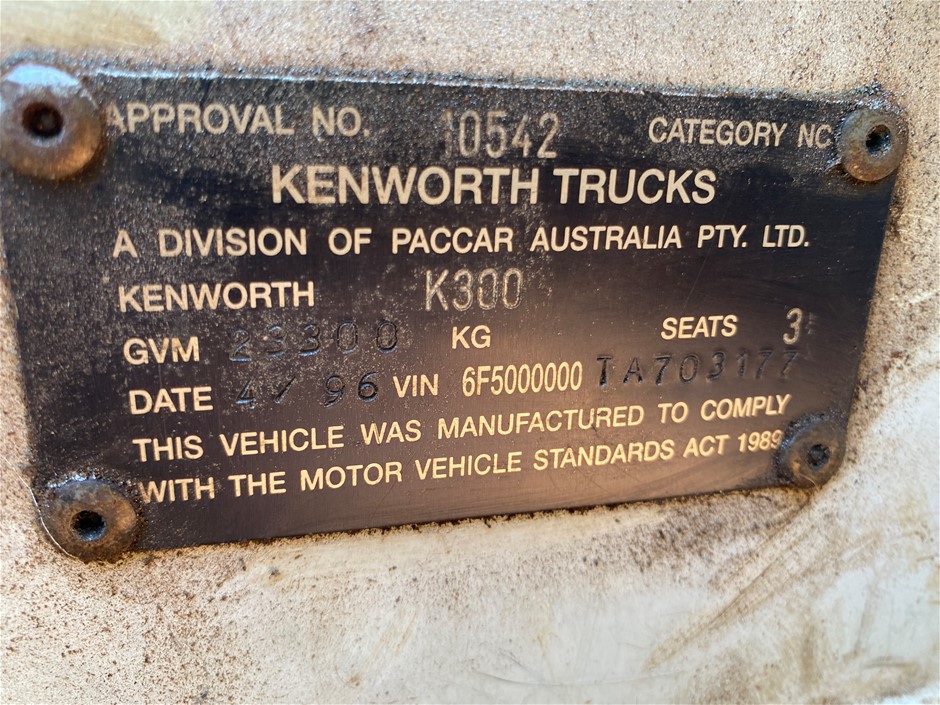 APPROVAL NO. 10542 CATEGORY NC
KENWORTH TRUCKS
A DIVISION OF PACCAR AUSTRALIA PTY. LTD.
KENWORTH K300
GVM 23300 KG SEATS 3
DATE 4/96 VIN 6F5000000 TA703177
THIS VEHICLE WAS MANUFACTURED TO COMPLY
WITH THE MOTOR VEHICLE STANDARDS ACT 1989